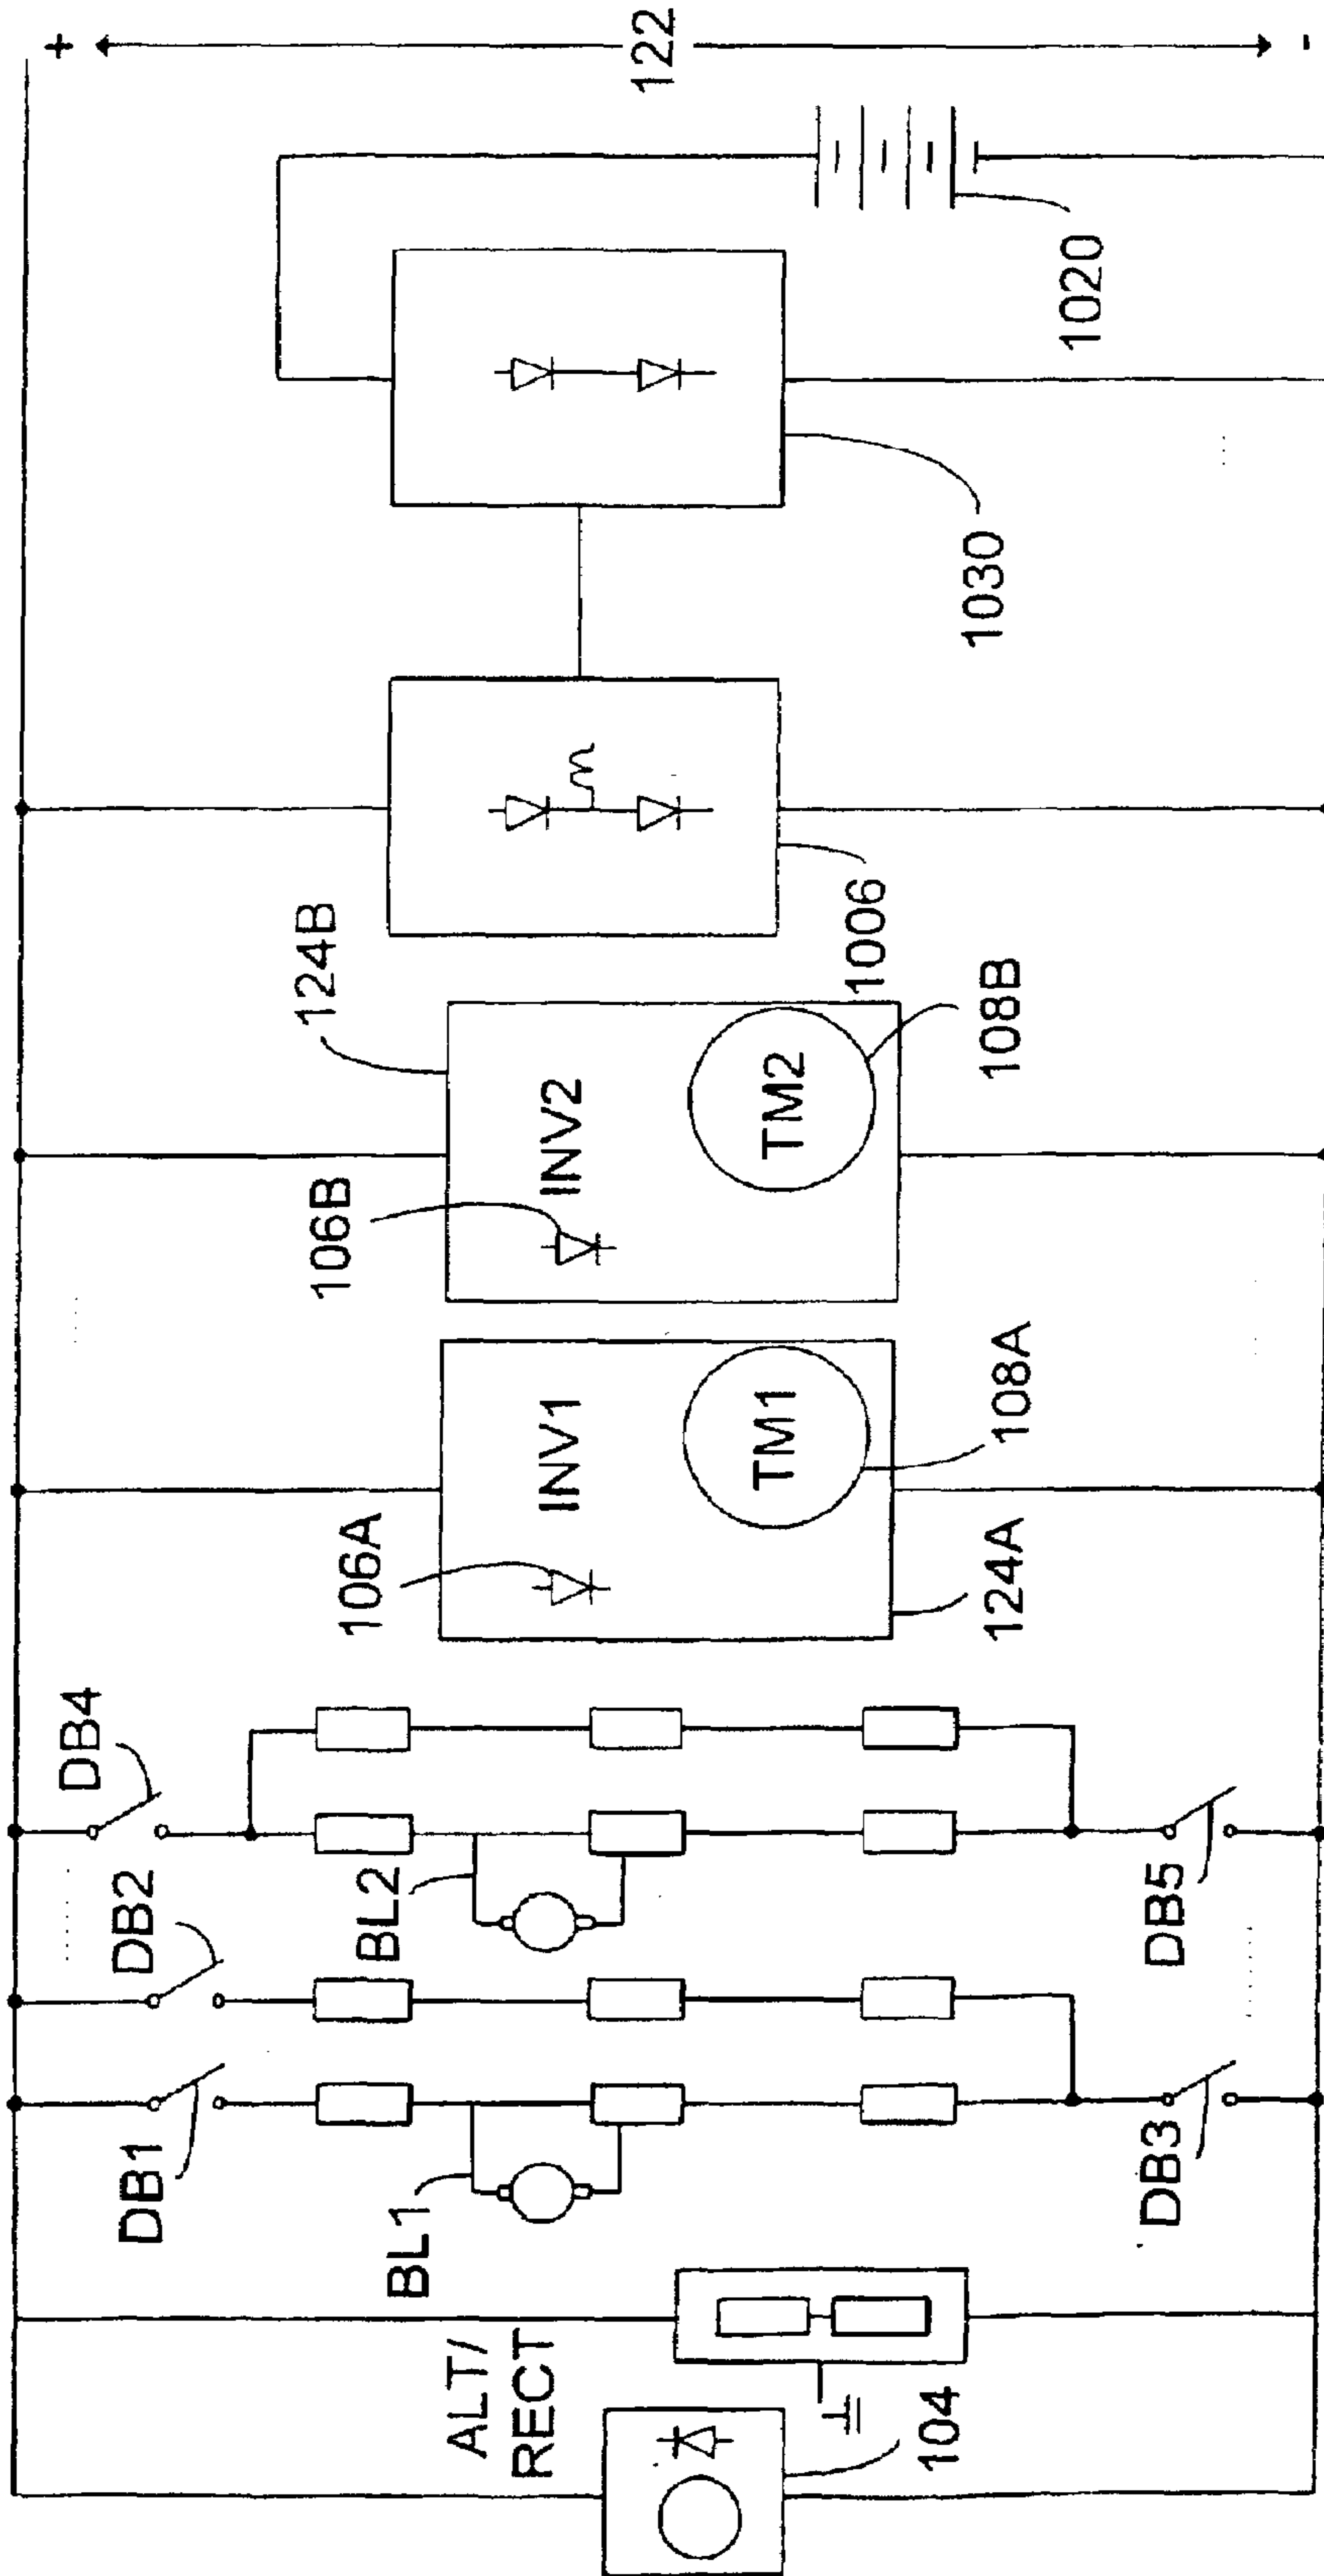 +
122
-
1020
1030
1006
124B
106B
INV2
TM2
108B
106A
INV1
TM1
108A
124A
DB4
DB2
BL2
DB5
DB1
BL1
DB3
ALT/
RECT
104